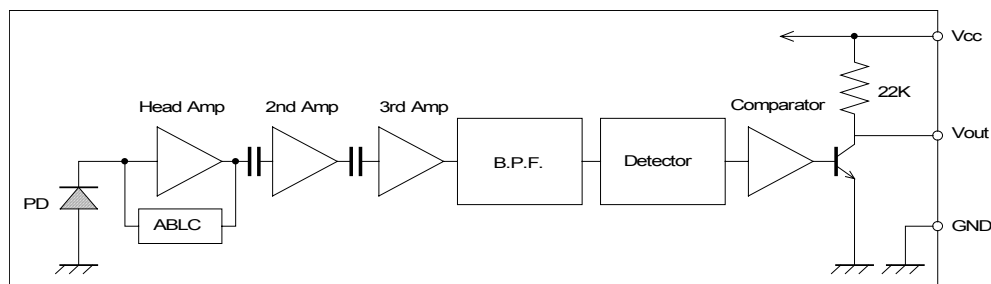 Vcc
Head Amp
2nd Amp
3rd Amp
Comparator
22K
Vout
B.P.F.
Detector
PD
ABLC
GND